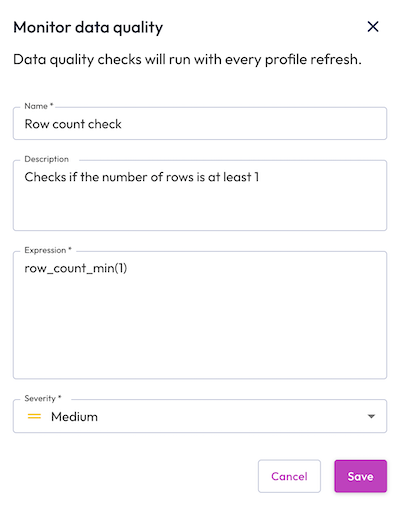 Monitor data quality
Data quality checks will run with every profile refresh.
Name *
Row count check
Description
Checks if the number of rows is at least 1
Expression *
row_count_min(1)
Severity *
Medium
Cancel
Save